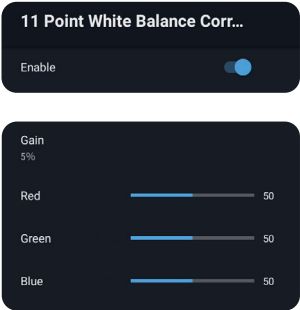 11 Point White Balance Corr...
Enable
Gain
5%
Red 50
Green 50
Blue 50